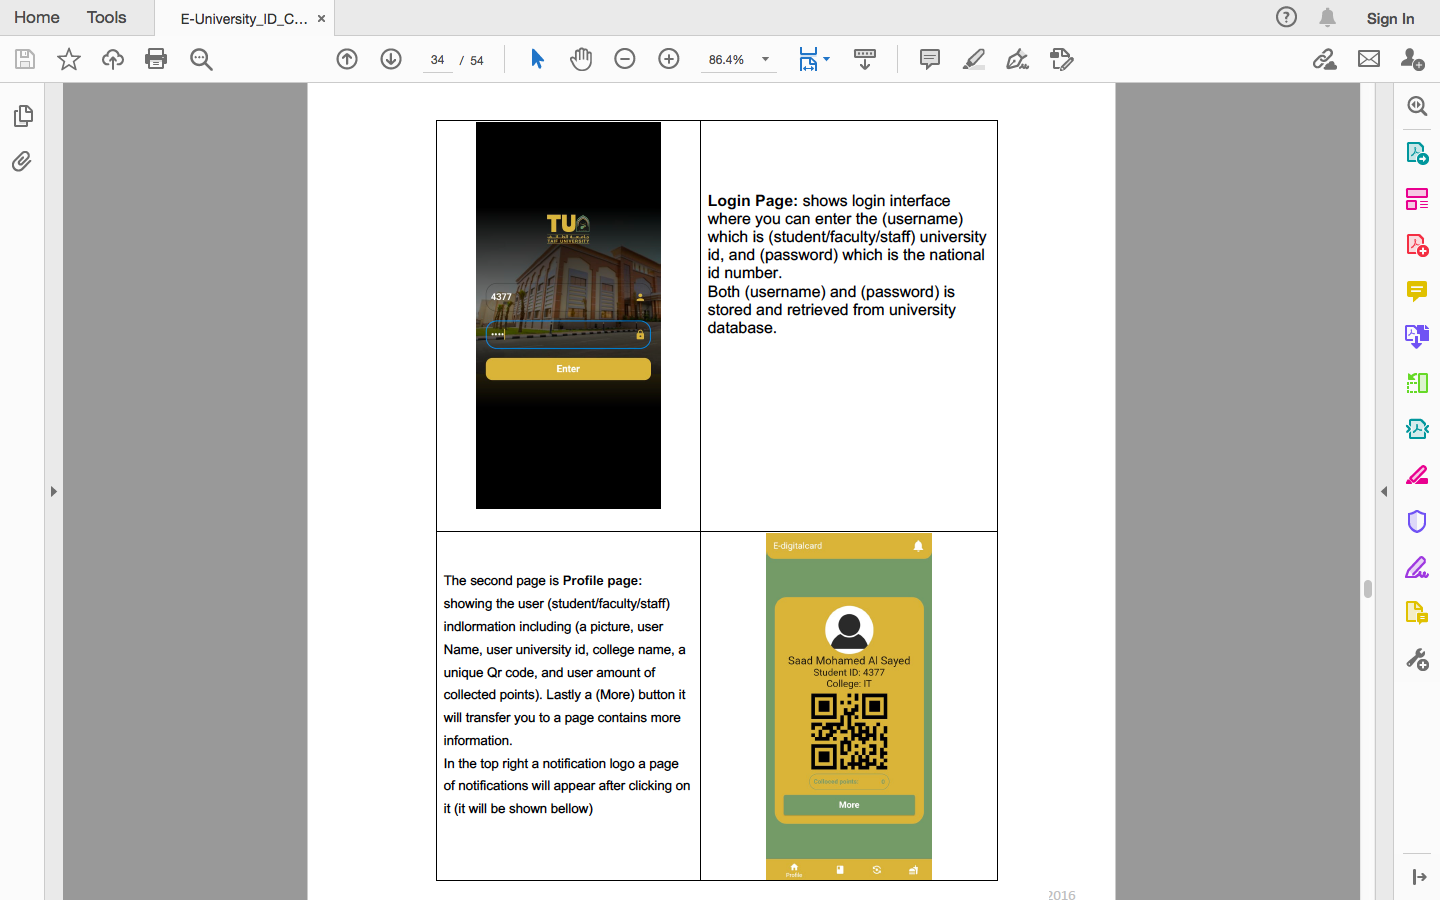 Home
Tools
E-University_ID_C...
Sign In
34 / 54
86.4%
TU
TAIF UNIVERSITY
4377
Enter
Login Page: shows login interface
where you can enter the (username)
which is (student/faculty/staff) university
id, and (password) which is the national
id number.
Both (username) and (password) is
stored and retrieved from university
database.
The second page is Profile page:
showing the user (student/faculty/staff)
indlormation including (a picture, user
Name, user university id, college name, a
unique Qr code, and user amount of
collected points). Lastly a (More) button it
will transfer you to a page contains more
information.
In the top right a notification logo a page
of notifications will appear after clicking on
it (it will be shown bellow)
E-digitalcard
Saad Mohamed Al Sayed
Student ID: 4377
College: IT
points:
More
Profile
2016